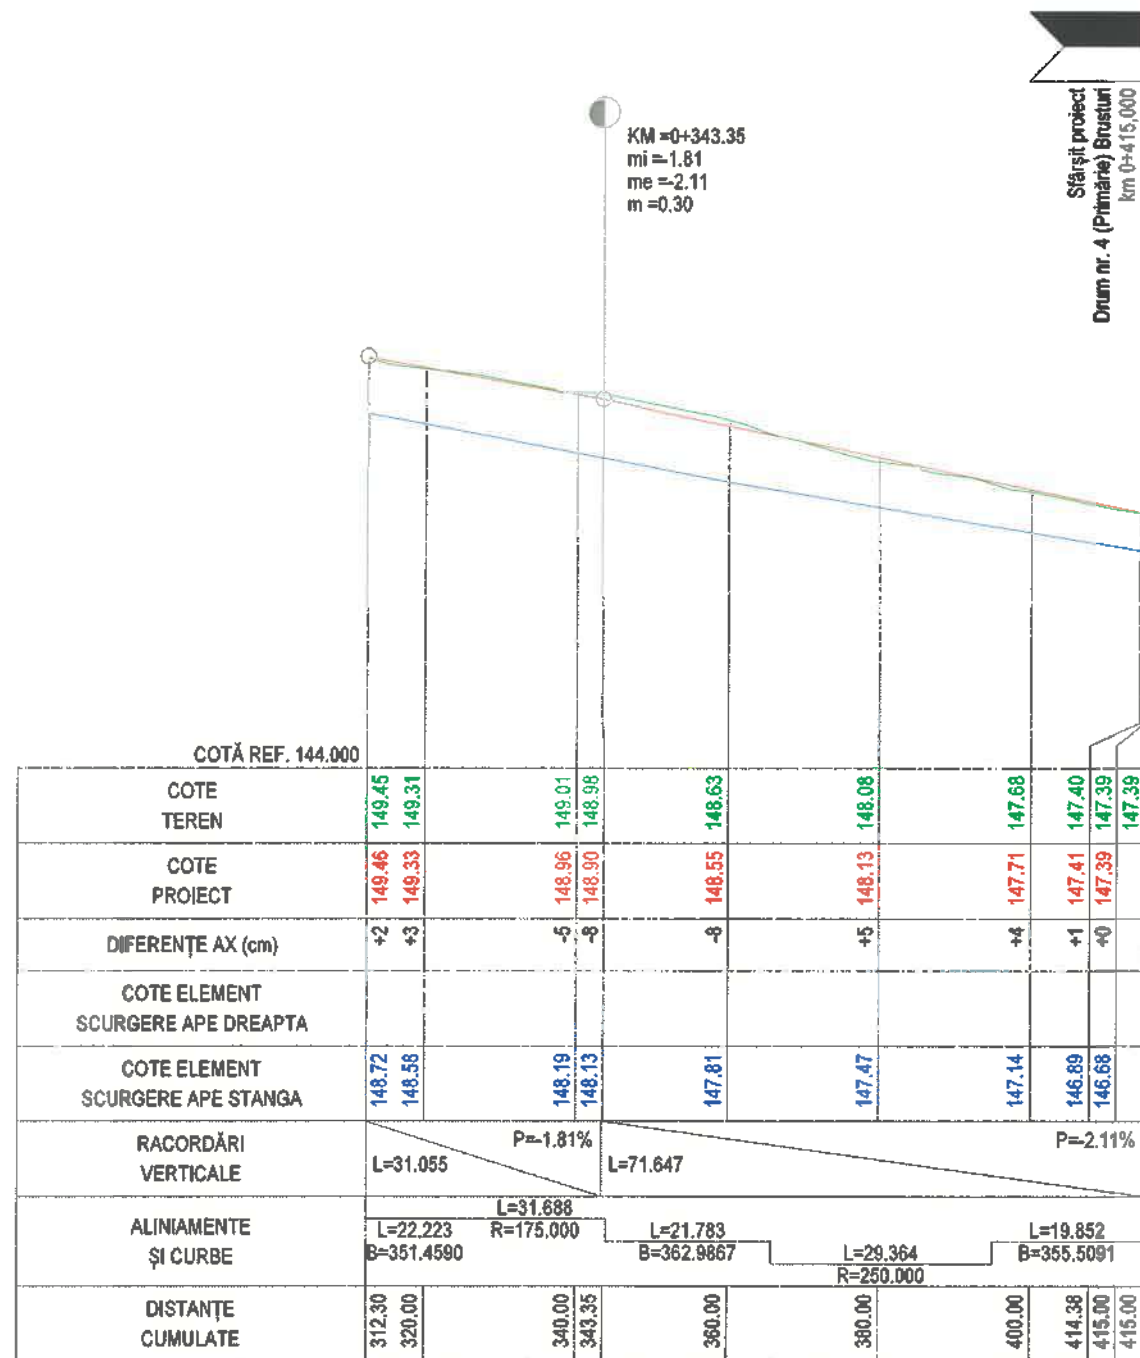 Sfârşit proiect
Drum nr. 4 (Primărie) Brusturi
km 0+415,000
KM =0+343.35
mi =-1.81
me =-2.11
m =0,30
COTĂ REF. 144.000
COTE
TEREN
149.45 149.31 149.01 148.98 148.63 148.08 147.68 147.40 147.39 147.39
COTE
PROIECT
149.46 149.33 148.96 148.90 148.55 148.13 147.71 147.41 147.39
DIFERENŢE AX (cm)
+2 +3 -5 -8 -8 +5 +4 +1 +0
COTE ELEMENT
SCURGERE APE DREAPTA
COTE ELEMENT
SCURGERE APE STANGA
148.72 148.58 148.19 148.13 147.81 147.47 147.14 146.89 146.68
RACORDĂRI
VERTICALE
P=-1.81%
L=31.055
L=71.647
P=-2.11%
ALINIAMENTE
ŞI CURBE
L=31.688
L=22,223 R=175,000
B=351.4590
L=21.783
B=362.9867
L=29.364
R=250.000
L=19.852
B=355.5091
DISTANŢE
CUMULATE
312.30 320.00 340.00 343.35 360.00 380.00 400.00 414.38 415.00 415.00